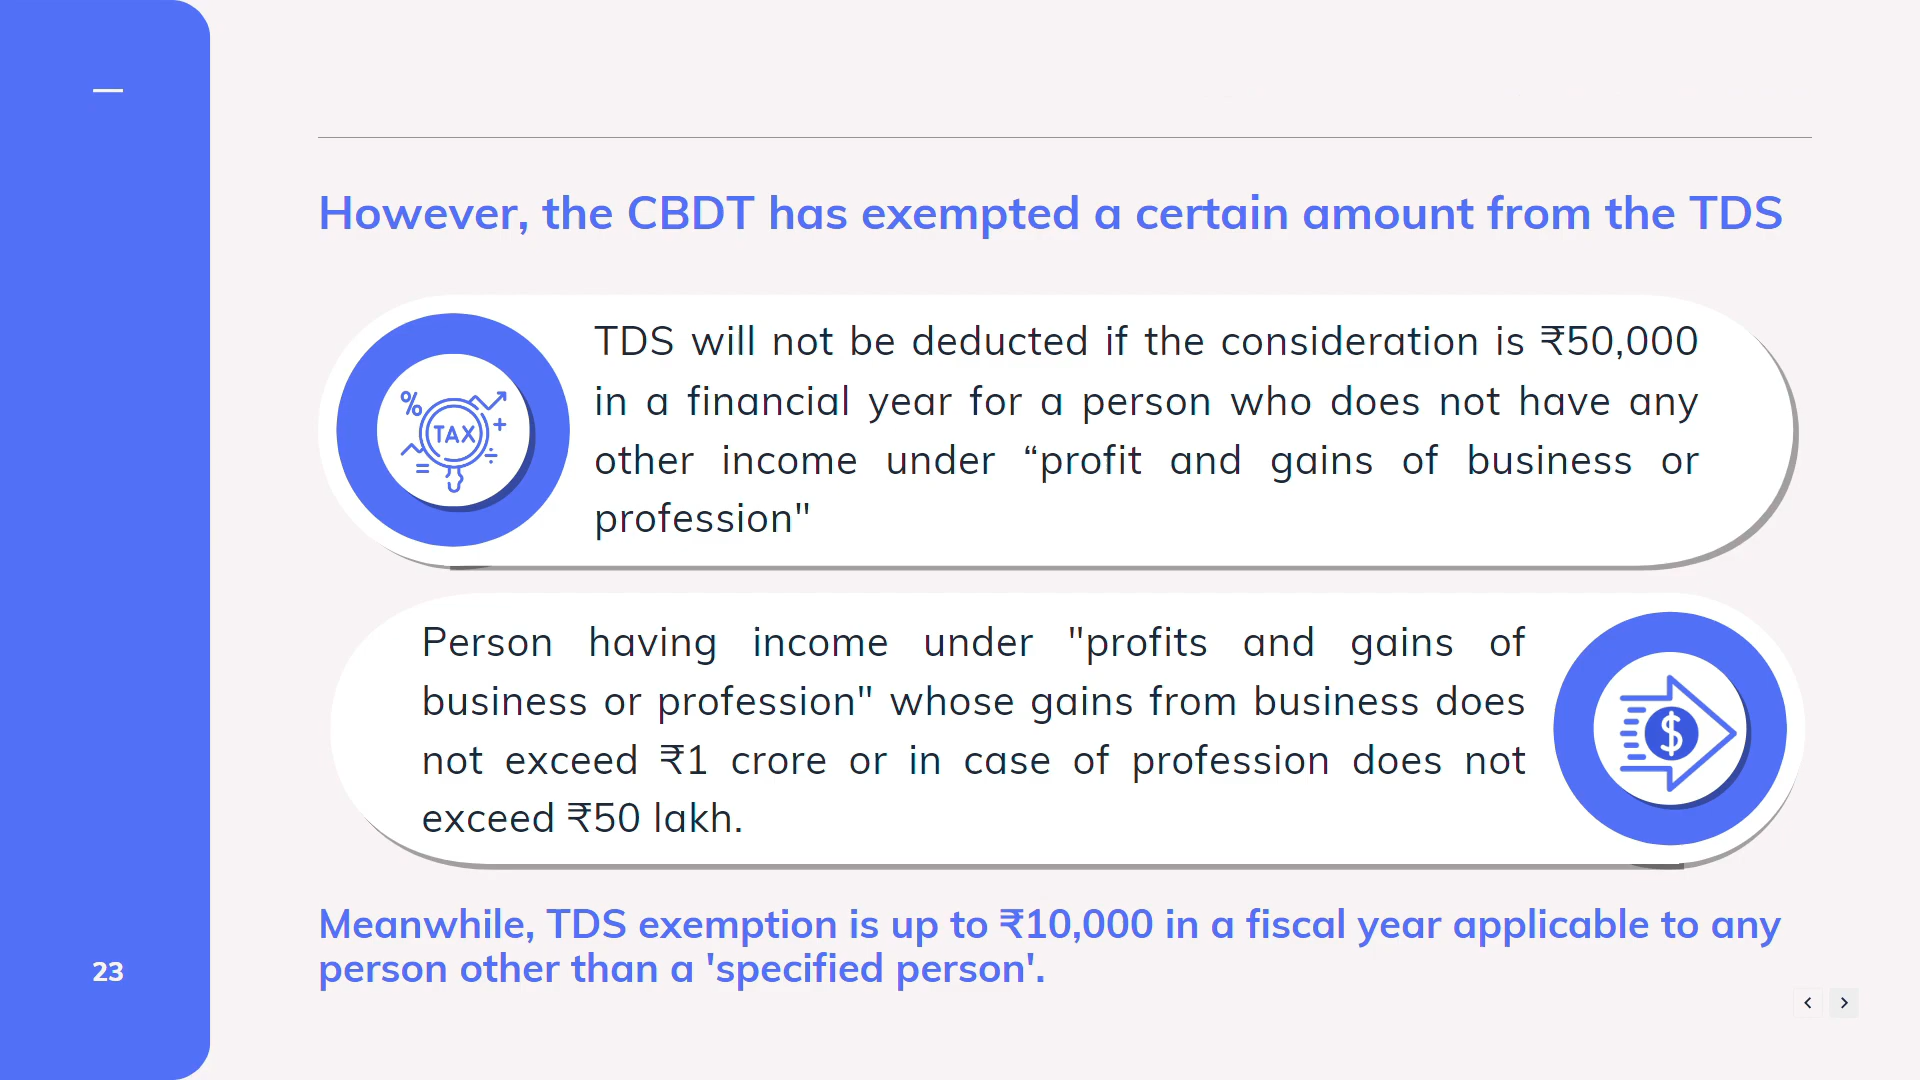 However, the CBDT has exempted a certain amount from the TDS
TAX
TDS will not be deducted if the consideration is ₹50,000
in a financial year for a person who does not have any
other income under “profit and gains of business or
profession"
Person having income under "profits and gains of
business or profession" whose gains from business does
not exceed ₹1 crore or in case of profession does not
exceed ₹50 lakh.
$
Meanwhile, TDS exemption is up to ₹10,000 in a fiscal year applicable to any
person other than a 'specified person'.
23